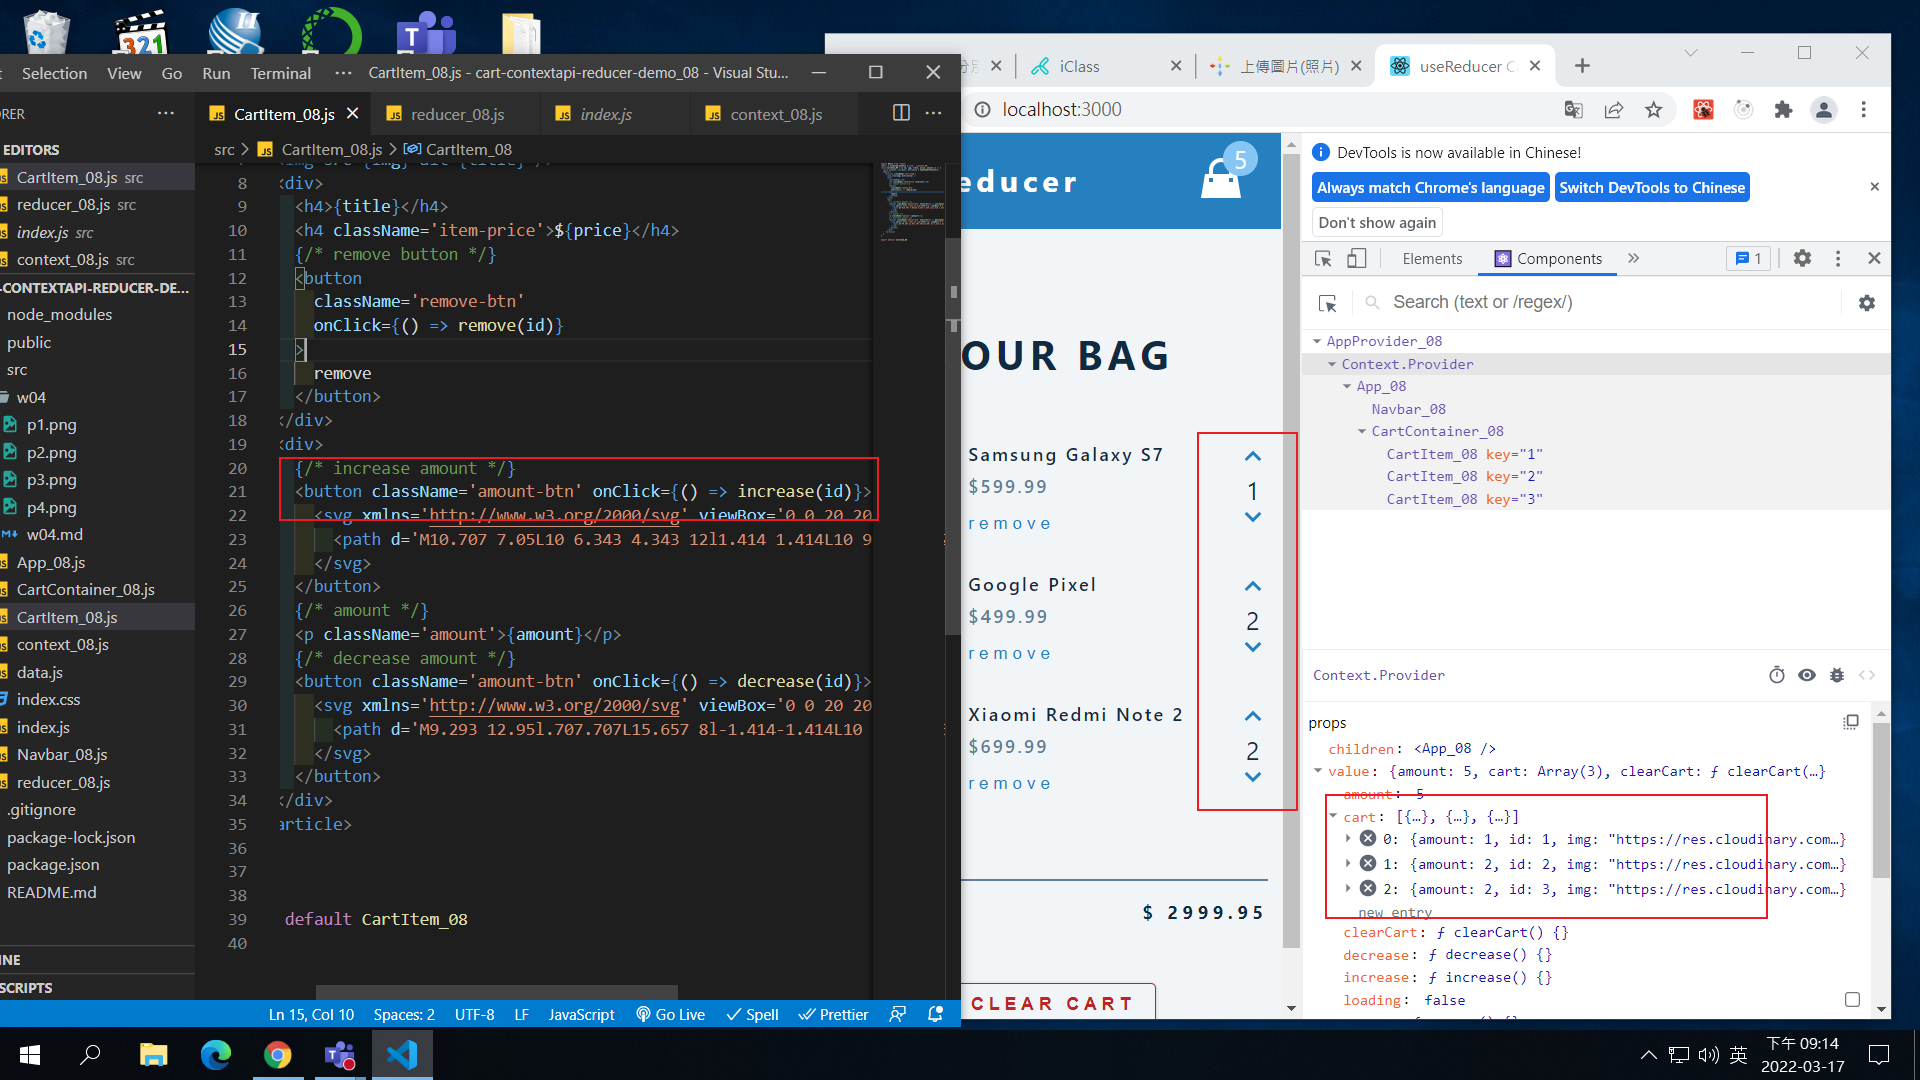 Selection View Go Run Terminal ··· CartItem_08.js - cart-contextapi-reducer-demo_08 - Visual Stu...
CartItem_08.js
reducer_08.js
index.js
context_08.js
src > CartItem_08.js > CartItem_08
EDITORS
CartItem_08.js src
reducer_08.js src
index.js src
context_08.js src
-CONTEXTAPI-REDUCER-DE...
node_modules
public
src
w04
p1.png
p2.png
p3.png
p4.png
w04.md
App_08.js
CartContainer_08.js
CartItem_08.js
context_08.js
data.js
index.css
index.js
Navbar_08.js
reducer_08.js
.gitignore
package-lock.json
package.json
README.md
8 <div>
9 <h4>{title}</h4>
10 <h4 className='item-price'>${price}</h4>
11 {/* remove button */}
12 <button
13 className='remove-btn'
14 onClick={() => remove(id)}
15 >
16 remove
17 </button>
18 </div>
19 <div>
20 {/* increase amount */}
21 <button className='amount-btn' onClick={() => increase(id)}>
22 <svg xmlns='http://www.w3.org/2000/svg' viewBox='0 0 20 20
23 <path d='M10.707 7.05L10 6.343 4.343 12l1.414 1.414L10 9
24 </svg>
25 </button>
26 {/* amount */}
27 <p className='amount'>{amount}</p>
28 {/* decrease amount */}
29 <button className='amount-btn' onClick={() => decrease(id)}>
30 <svg xmlns='http://www.w3.org/2000/svg' viewBox='0 0 20 20
31 <path d='M9.293 12.95l.707.707L15.657 8l-1.414-1.414L10
32 </svg>
33 </button>
34 </div>
35 article>
36
37
38
39 default CartItem_08
40
Ln 15, Col 10 Spaces: 2 UTF-8 LF JavaScript Go Live Spell Prettier
iClass
上傳圖片(照片)
useReducer C
localhost:3000
educer
5
OUR BAG
Samsung Galaxy S7
$599.99
remove
1
Google Pixel
$499.99
remove
2
Xiaomi Redmi Note 2
$699.99
remove
2
$ 2999.95
CLEAR CART
DevTools is now available in Chinese!
Always match Chrome's language
Switch DevTools to Chinese
Don't show again
Elements Components » 1
Search (text or /regex/)
AppProvider_08
Context.Provider
App_08
Navbar_08
CartContainer_08
CartItem_08 key="1"
CartItem_08 key="2"
CartItem_08 key="3"
Context.Provider
props
children: <App_08 />
value: {amount: 5, cart: Array(3), clearCart: ƒ clearCart(…}
amount: 5
cart: [{…}, {…}, {…}]
0: {amount: 1, id: 1, img: "https://res.cloudinary.com…}
1: {amount: 2, id: 2, img: "https://res.cloudinary.com…}
2: {amount: 2, id: 3, img: "https://res.cloudinary.com…}
new entry
clearCart: ƒ clearCart() {}
decrease: ƒ decrease() {}
increase: ƒ increase() {}
loading: false
英
下午 09:14
2022-03-17